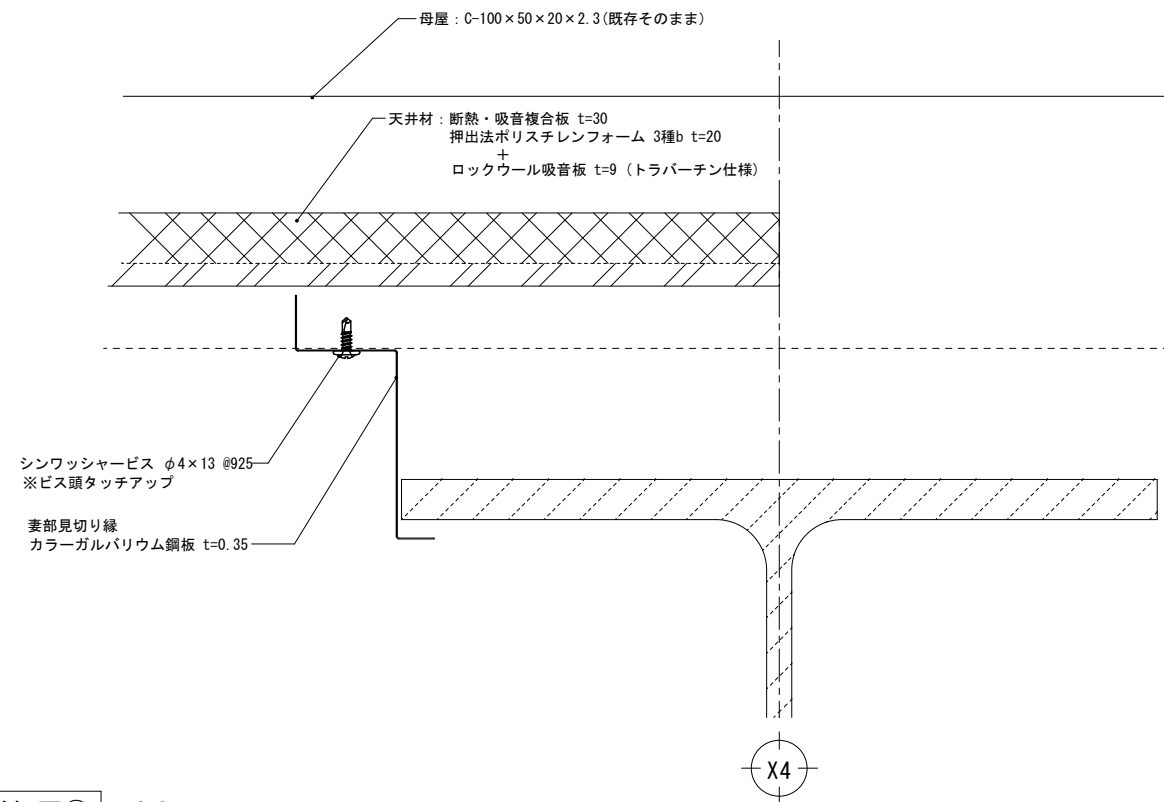 母屋：C-100×50×20×2.3(既存そのまま)
天井材：断熱・吸音複合板 t=30
押出法ポリスチレンフォーム 3種b t=20
＋
ロックウール吸音板 t=9 (トラバーチン仕様)
シンワッシャービス φ4×13 @925
※ビス頭タッチアップ
妻部見切り縁
カラーガルバリウム鋼板 t=0.35
X4